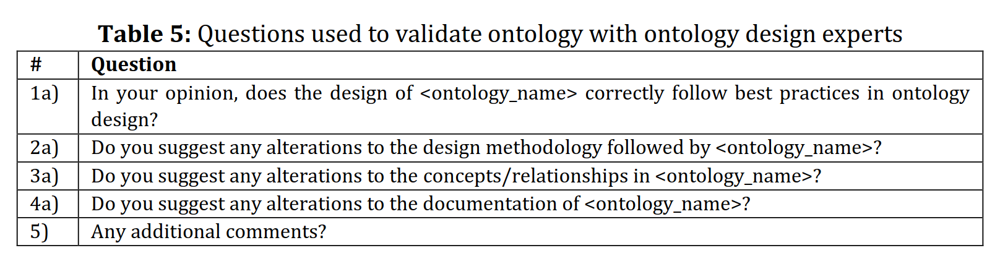 Table 5: Questions used to validate ontology with ontology design experts
# Question
1a) In your opinion, does the design of <ontology_name> correctly follow best practices in ontology
design?
2a) Do you suggest any alterations to the design methodology followed by <ontology_name>?
3a) Do you suggest any alterations to the concepts/relationships in <ontology_name>?
4a) Do you suggest any alterations to the documentation of <ontology_name>?
5) Any additional comments?